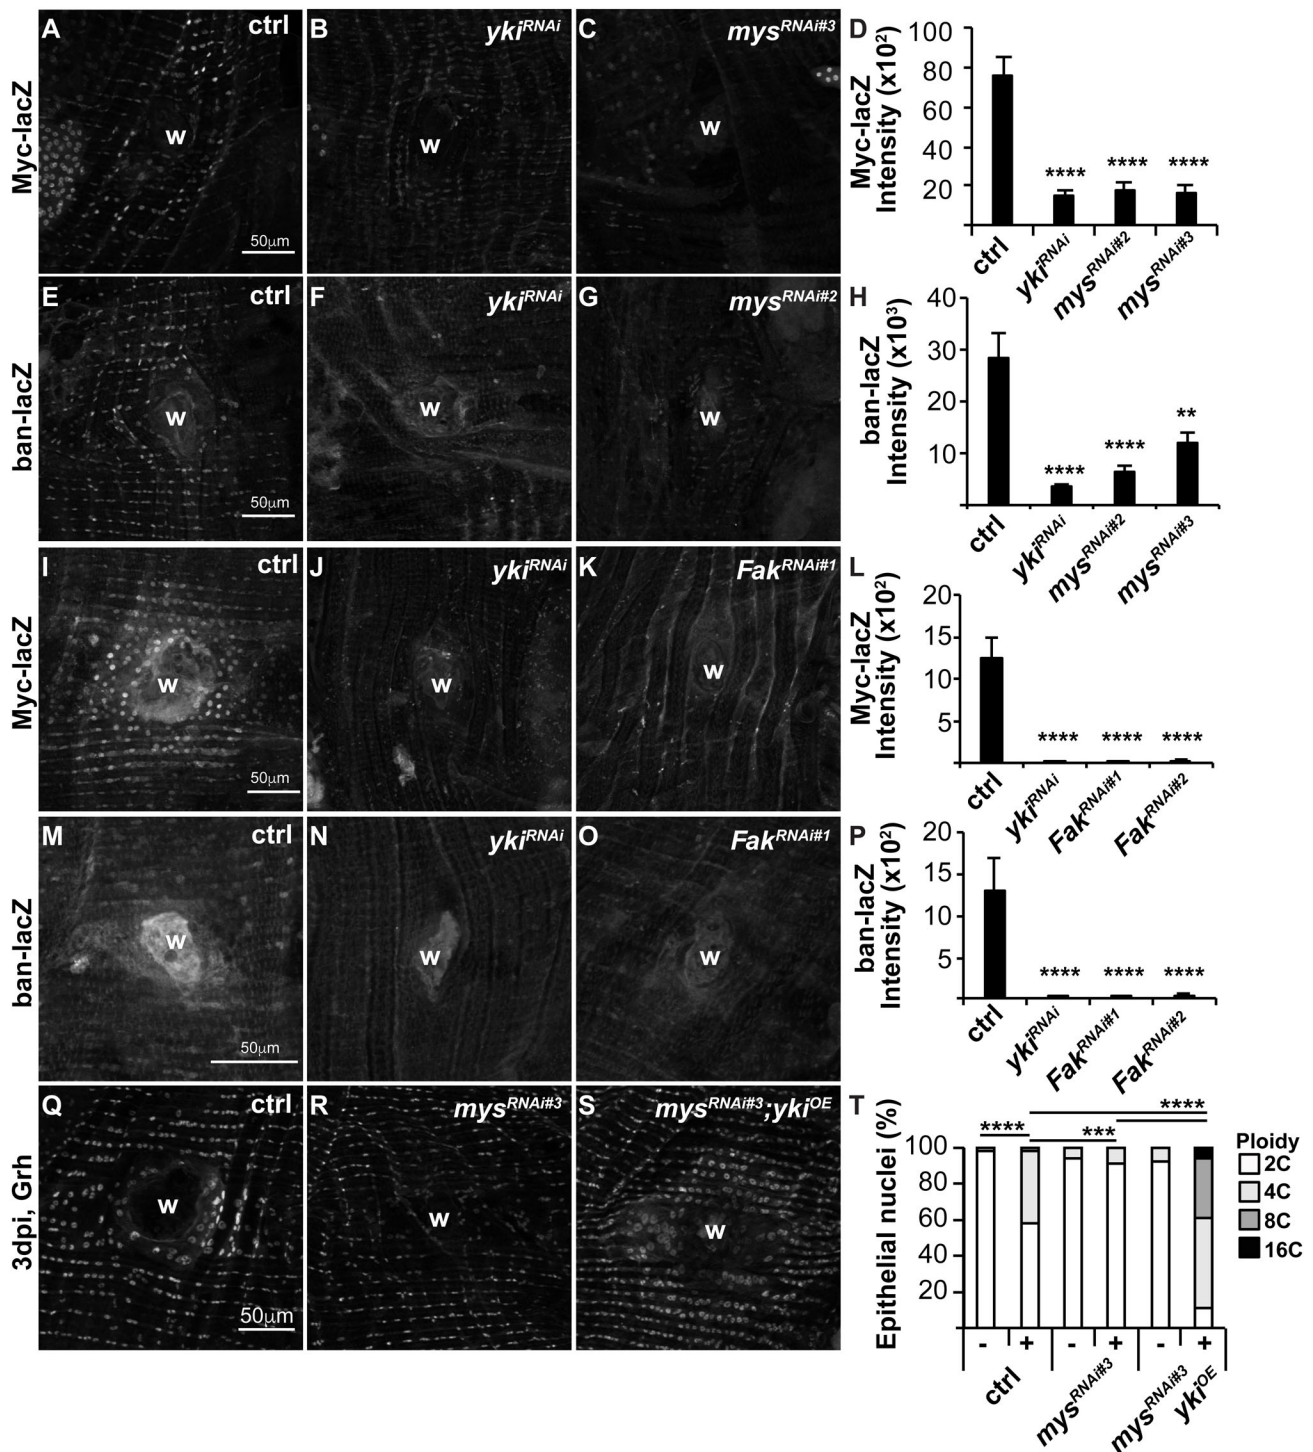 A ctrl
B yki^RNAi
C mys^RNAi#3
Myc-lacZ
w
w
w
50µm
D
Myc-lacZ
Intensity (x10²)
100
80
60
40
20
****
****
****
ctrl
yki^RNAi
mys^RNAi#2
mys^RNAi#3
E ctrl
F yki^RNAi
G mys^RNAi#2
ban-lacZ
w
w
w
50µm
H
ban-lacZ
Intensity (x10³)
40
30
20
10
****
****
**
ctrl
yki^RNAi
mys^RNAi#2
mys^RNAi#3
I ctrl
J yki^RNAi
K Fak^RNAi#1
Myc-lacZ
w
w
w
50µm
L
Myc-lacZ
Intensity (x10²)
20
15
10
5
****
****
****
ctrl
yki^RNAi
Fak^RNAi#1
Fak^RNAi#2
M ctrl
N yki^RNAi
O Fak^RNAi#1
ban-lacZ
w
w
w
50µm
P
ban-lacZ
Intensity (x10²)
20
15
10
5
****
****
****
ctrl
yki^RNAi
Fak^RNAi#1
Fak^RNAi#2
Q ctrl
R mys^RNAi#3
S mys^RNAi#3;yki^OE
3dpi, Grh
w
w
w
50µm
T
Epithelial nuclei (%)
100
80
60
40
20
****
***
****
Ploidy
2C
4C
8C
16C
- + - + - +
ctrl
mys^RNAi#3
mys^RNAi#3
yki^OE